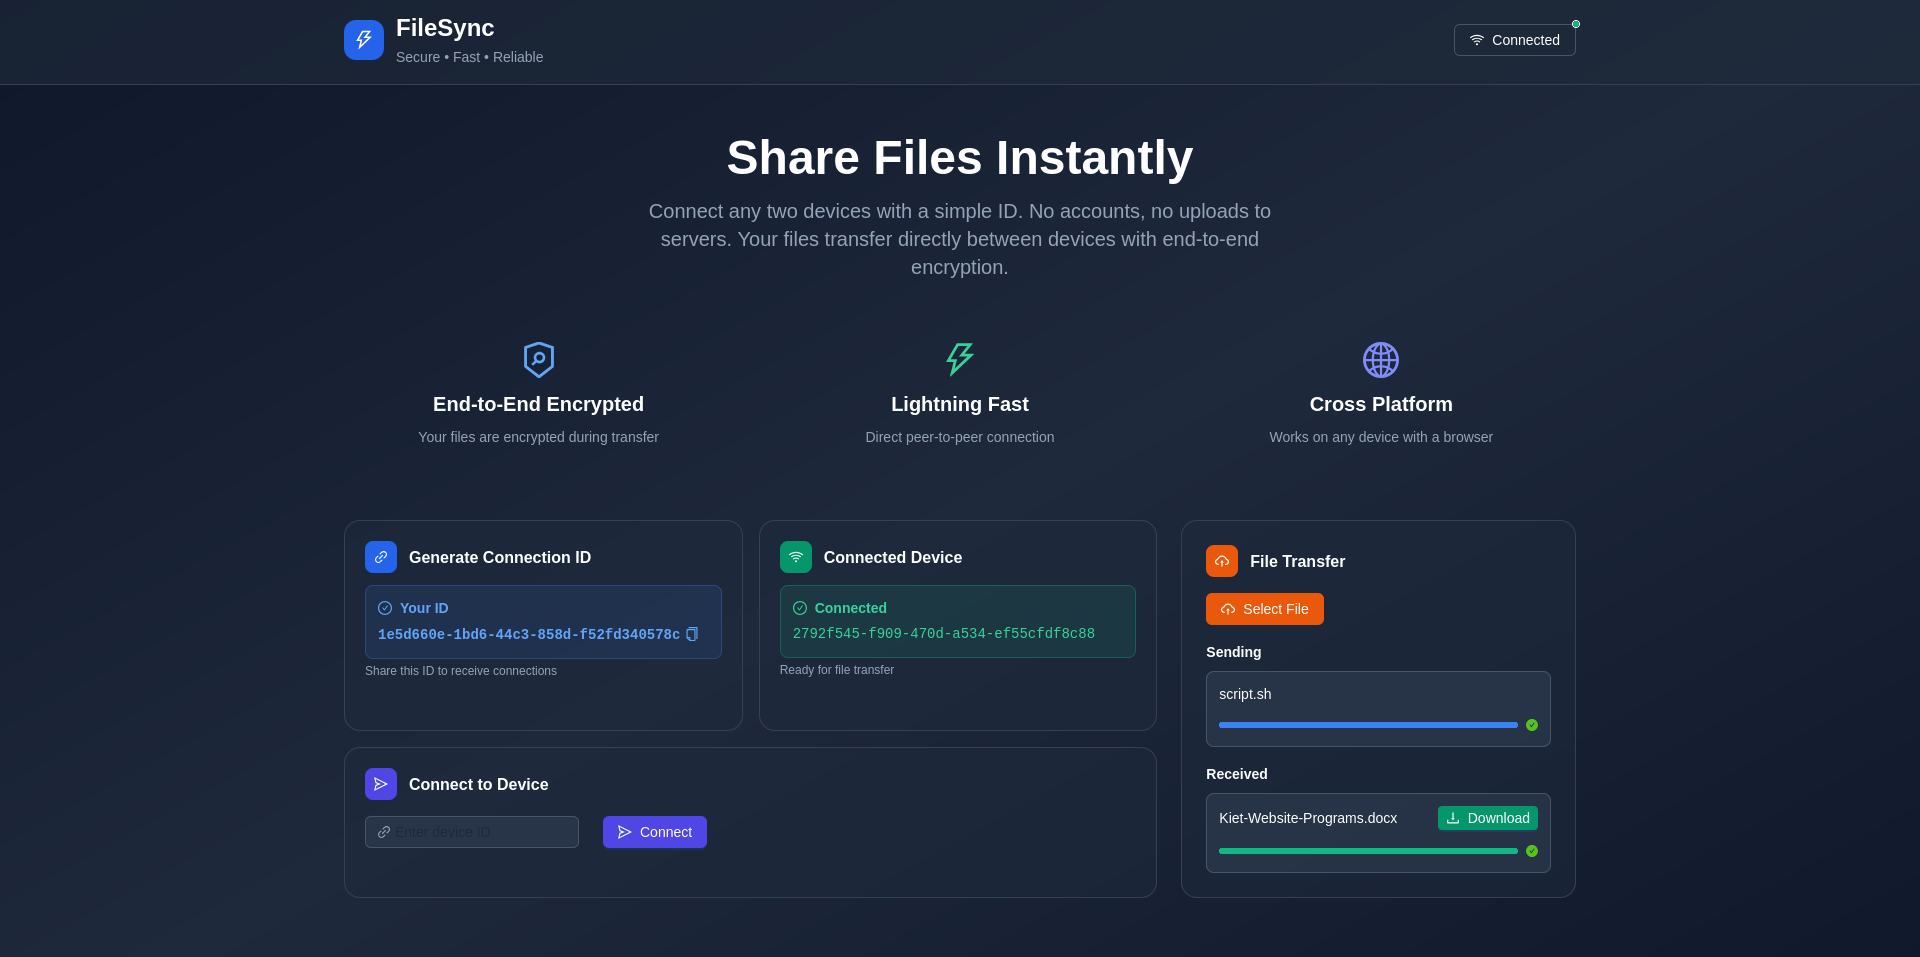 FileSync
Secure • Fast • Reliable
Connected
Share Files Instantly
Connect any two devices with a simple ID. No accounts, no uploads to
servers. Your files transfer directly between devices with end-to-end
encryption.
End-to-End Encrypted
Your files are encrypted during transfer
Lightning Fast
Direct peer-to-peer connection
Cross Platform
Works on any device with a browser
Generate Connection ID
Your ID
1e5d660e-1bd6-44c3-858d-f52fd340578c
Share this ID to receive connections
Connected Device
Connected
2792f545-f909-470d-a534-ef55cfdf8c88
Ready for file transfer
Connect to Device
Enter device ID
Connect
File Transfer
Select File
Sending
script.sh
Received
Kiet-Website-Programs.docx
Download